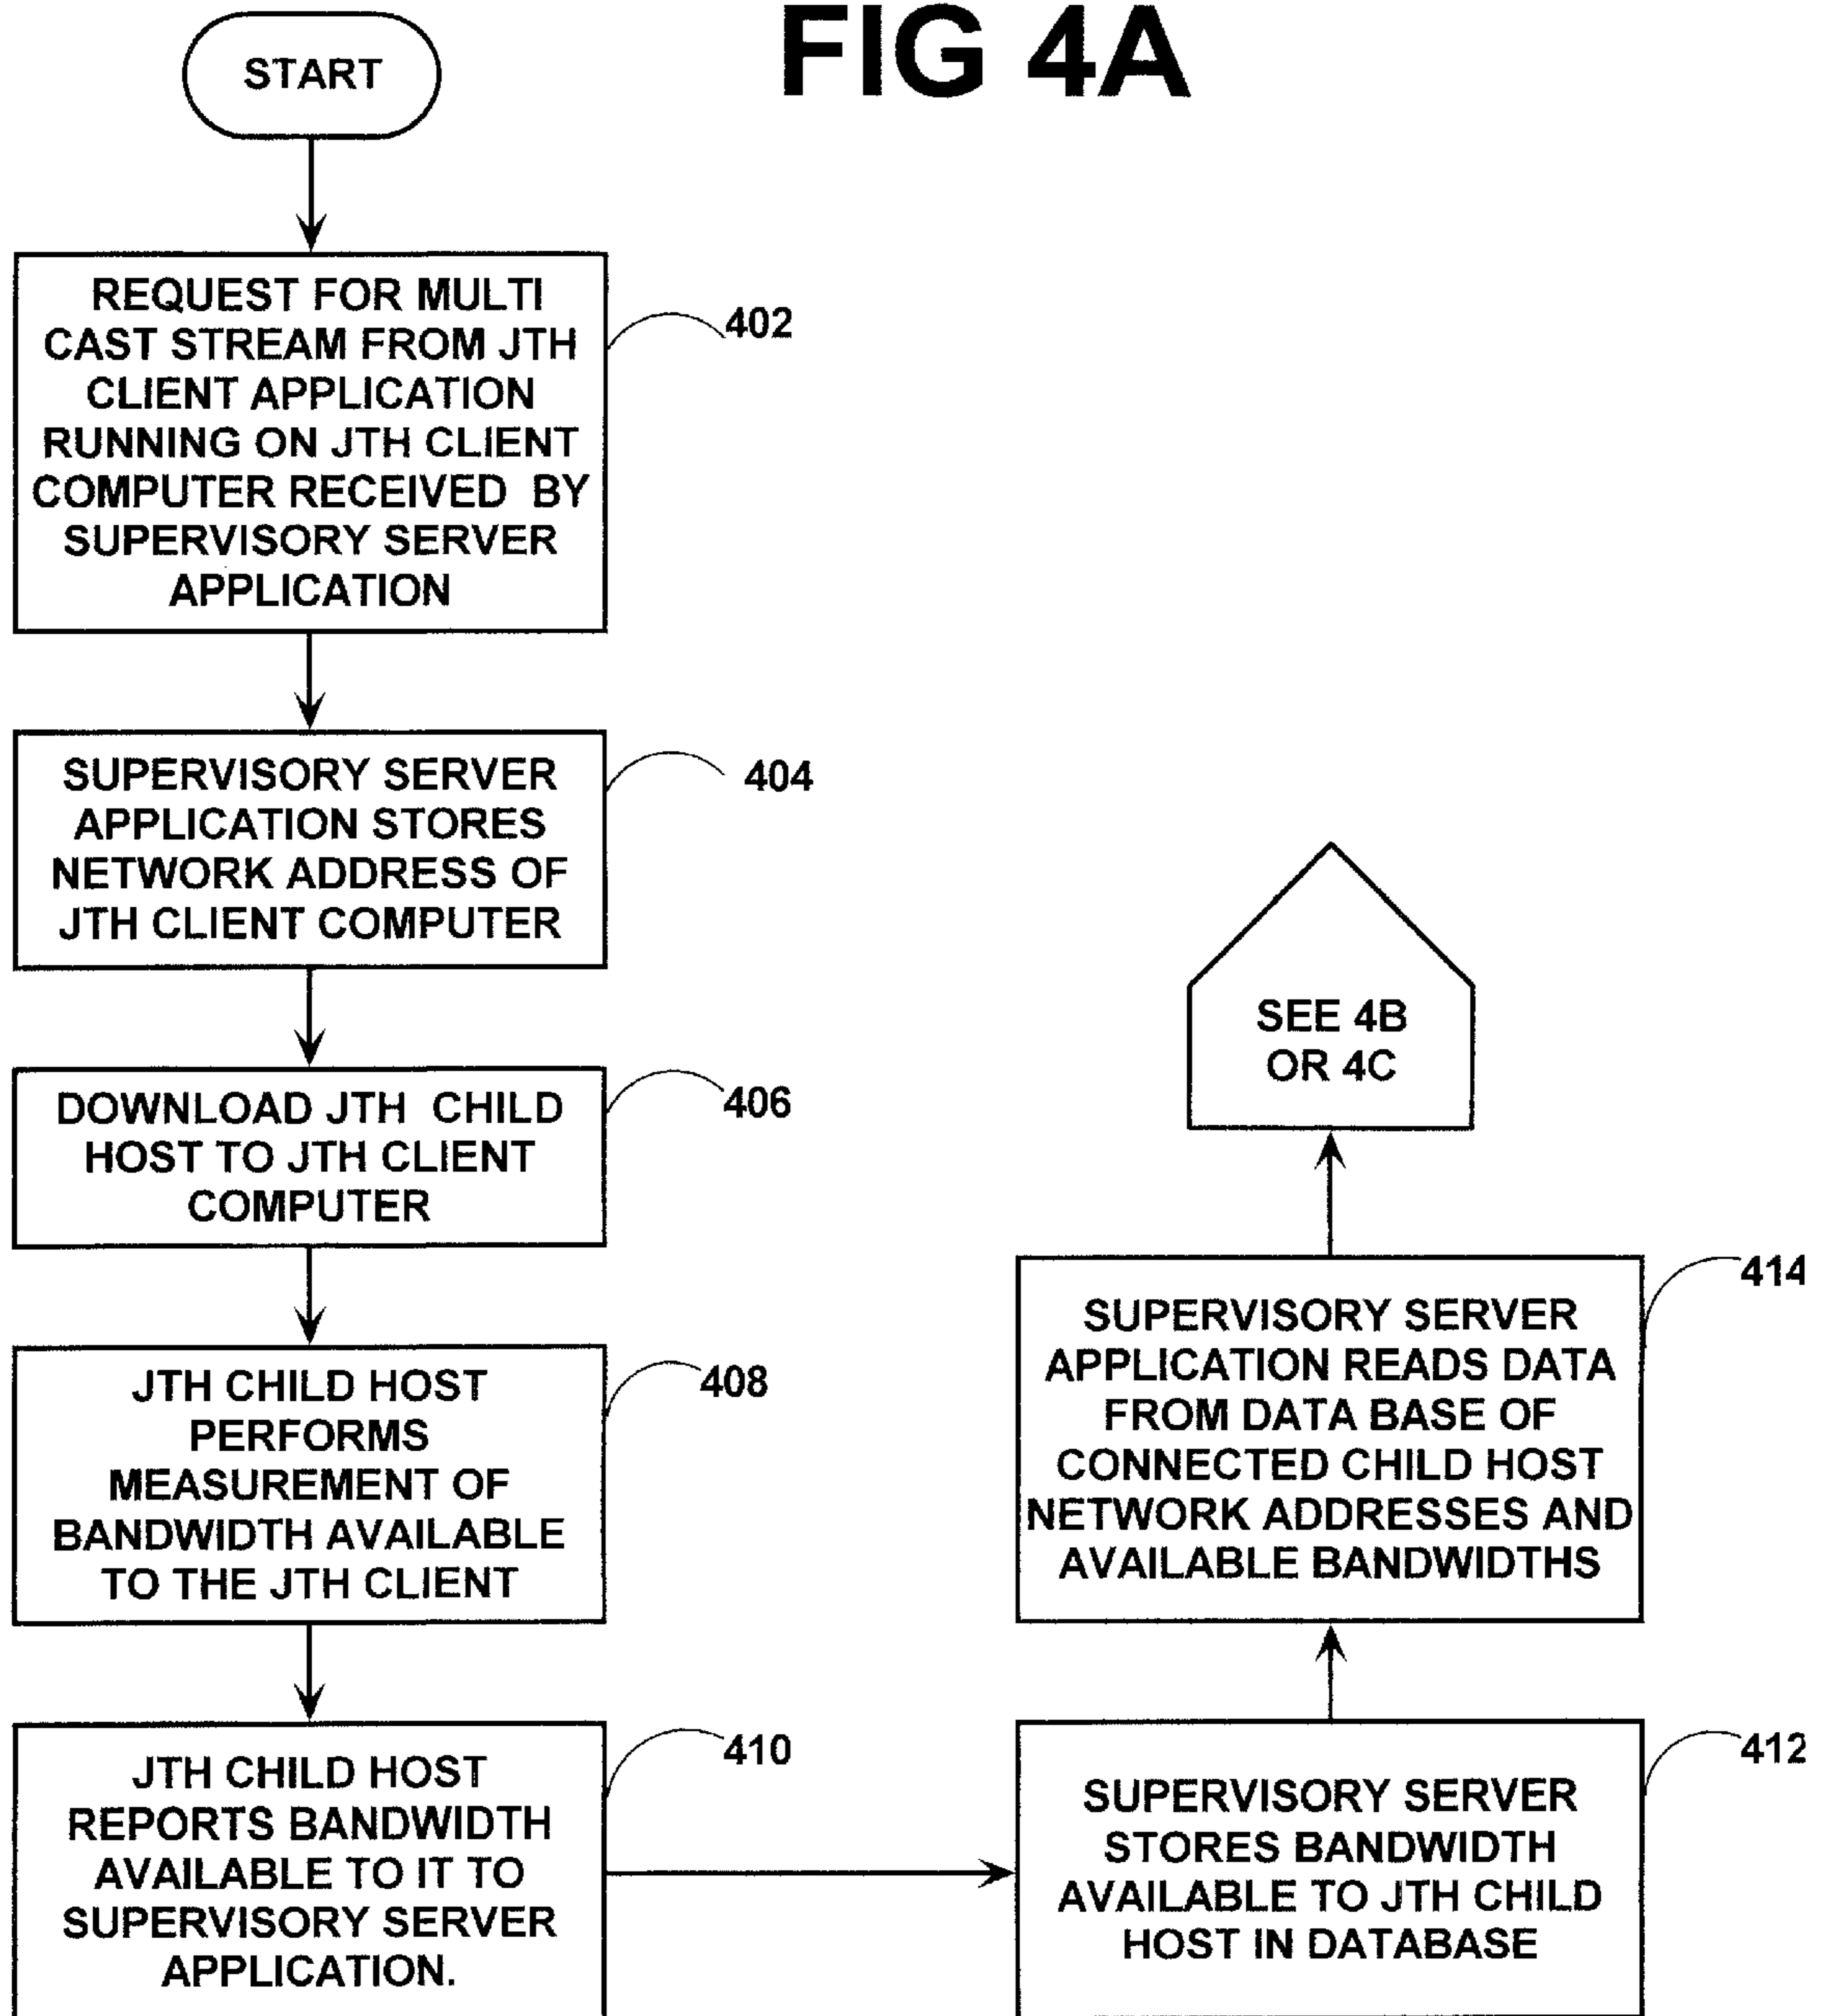 FIG 4A
START
REQUEST FOR MULTI
CAST STREAM FROM JTH
CLIENT APPLICATION
RUNNING ON JTH CLIENT
COMPUTER RECEIVED BY
SUPERVISORY SERVER
APPLICATION
402
SUPERVISORY SERVER
APPLICATION STORES
NETWORK ADDRESS OF
JTH CLIENT COMPUTER
404
DOWNLOAD JTH CHILD
HOST TO JTH CLIENT
COMPUTER
406
JTH CHILD HOST
PERFORMS
MEASUREMENT OF
BANDWIDTH AVAILABLE
TO THE JTH CLIENT
408
JTH CHILD HOST
REPORTS BANDWIDTH
AVAILABLE TO IT TO
SUPERVISORY SERVER
APPLICATION.
410
SUPERVISORY SERVER
STORES BANDWIDTH
AVAILABLE TO JTH CHILD
HOST IN DATABASE
412
SUPERVISORY SERVER
APPLICATION READS DATA
FROM DATA BASE OF
CONNECTED CHILD HOST
NETWORK ADDRESSES AND
AVAILABLE BANDWIDTHS
414
SEE 4B
OR 4C